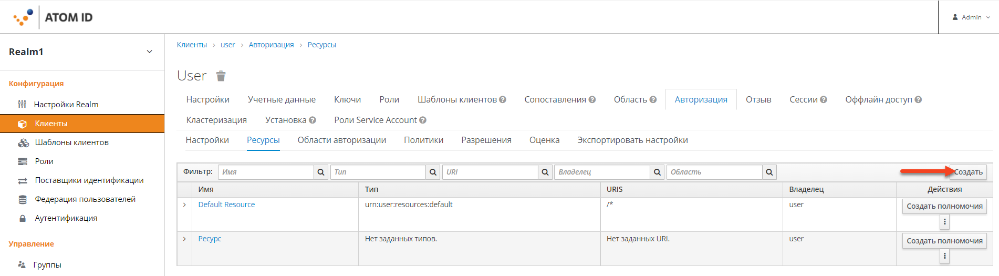 ATOM ID
Admin
Realm1
Клиенты > user > Авторизация > Ресурсы
User
Конфигурация
Настройки Realm
Клиенты
Шаблоны клиентов
Роли
Поставщики идентификации
Федерация пользователей
Аутентификация
Управление
Группы
Настройки Учетные данные Ключи Роли Шаблоны клиентов Сопоставления Область Авторизация Отзыв Сессии Оффлайн доступ
Кластеризация Установка Роли Service Account
Настройки Ресурсы Области авторизации Политики Разрешения Оценка Экспортировать настройки
Фильтр: Имя Тип URI Владелец Область Создать
Имя Тип URIS Владелец Действия
Default Resource urn:user:resources:default /* user Создать полномочия
Ресурс Нет заданных типов. Нет заданных URI. user Создать полномочия